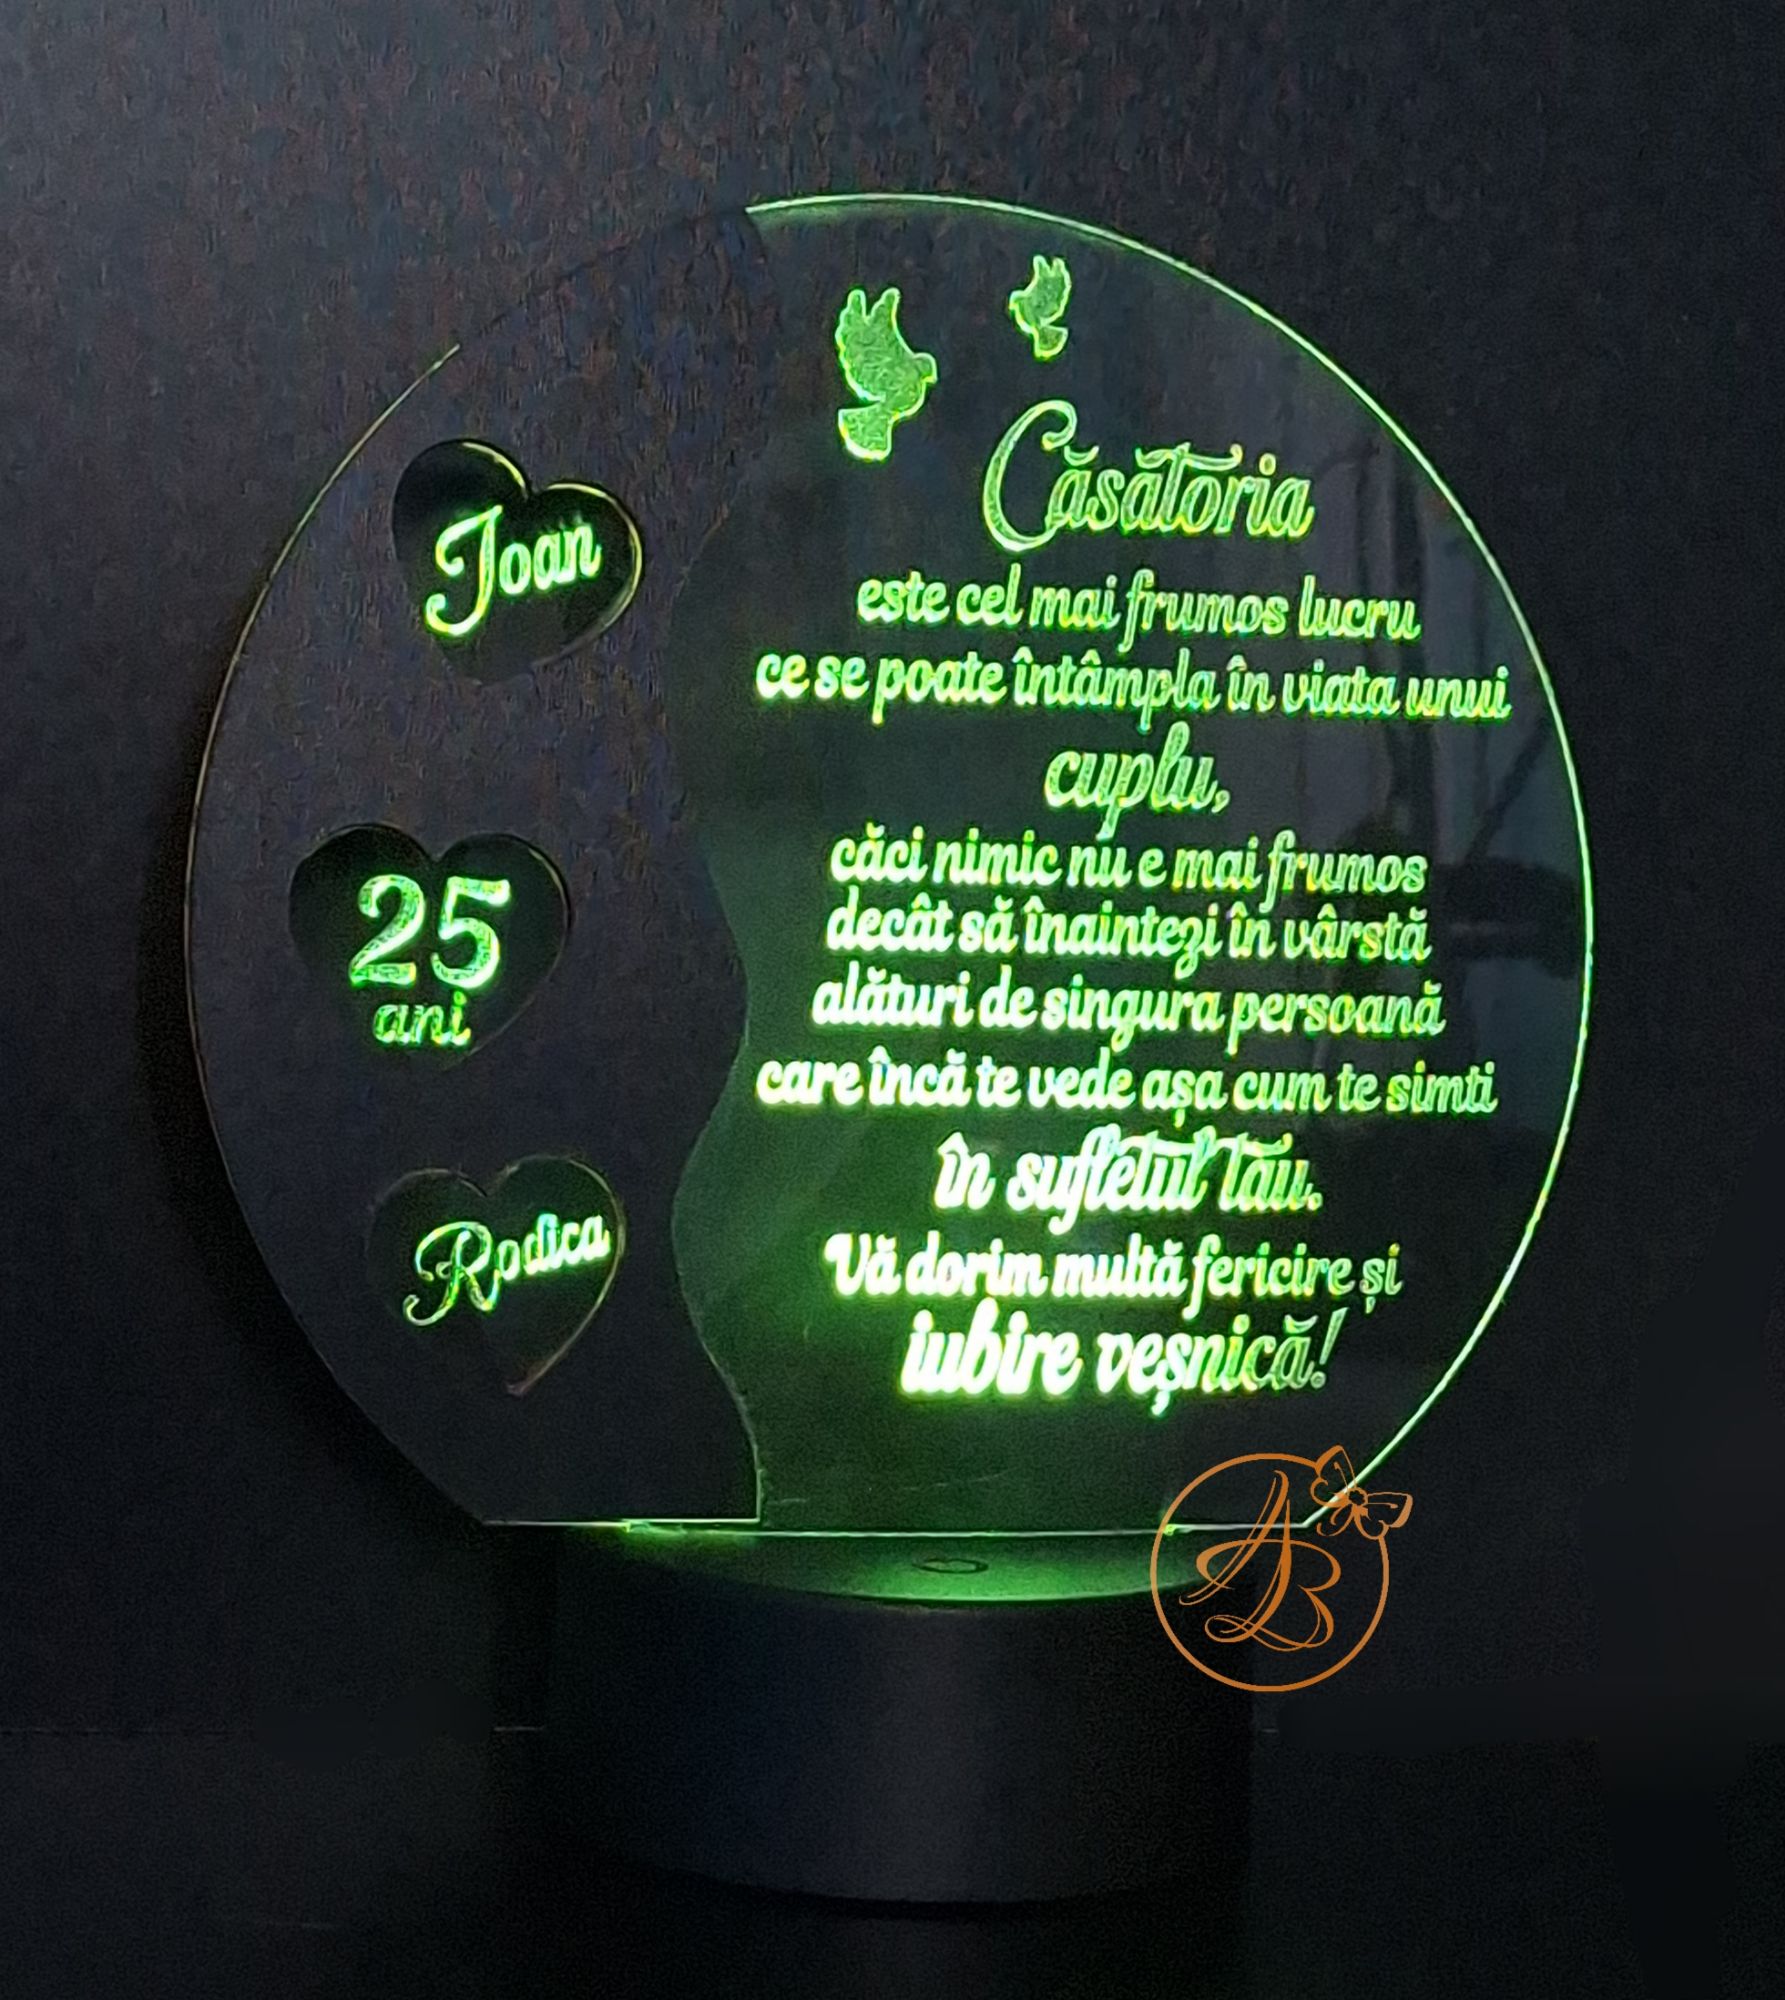 Ioan
25
ani
Rodica
Căsătoria
este cel mai frumos lucru
ce se poate întâmpla în viata unui
cuplu,
căci nimic nu e mai frumos
decât să înaintezi în vârstă
alături de singura persoană
care încă te vede așa cum te simti
în sufletul tău.
Vă dorim multă fericire și
iubire veșnică!
AB